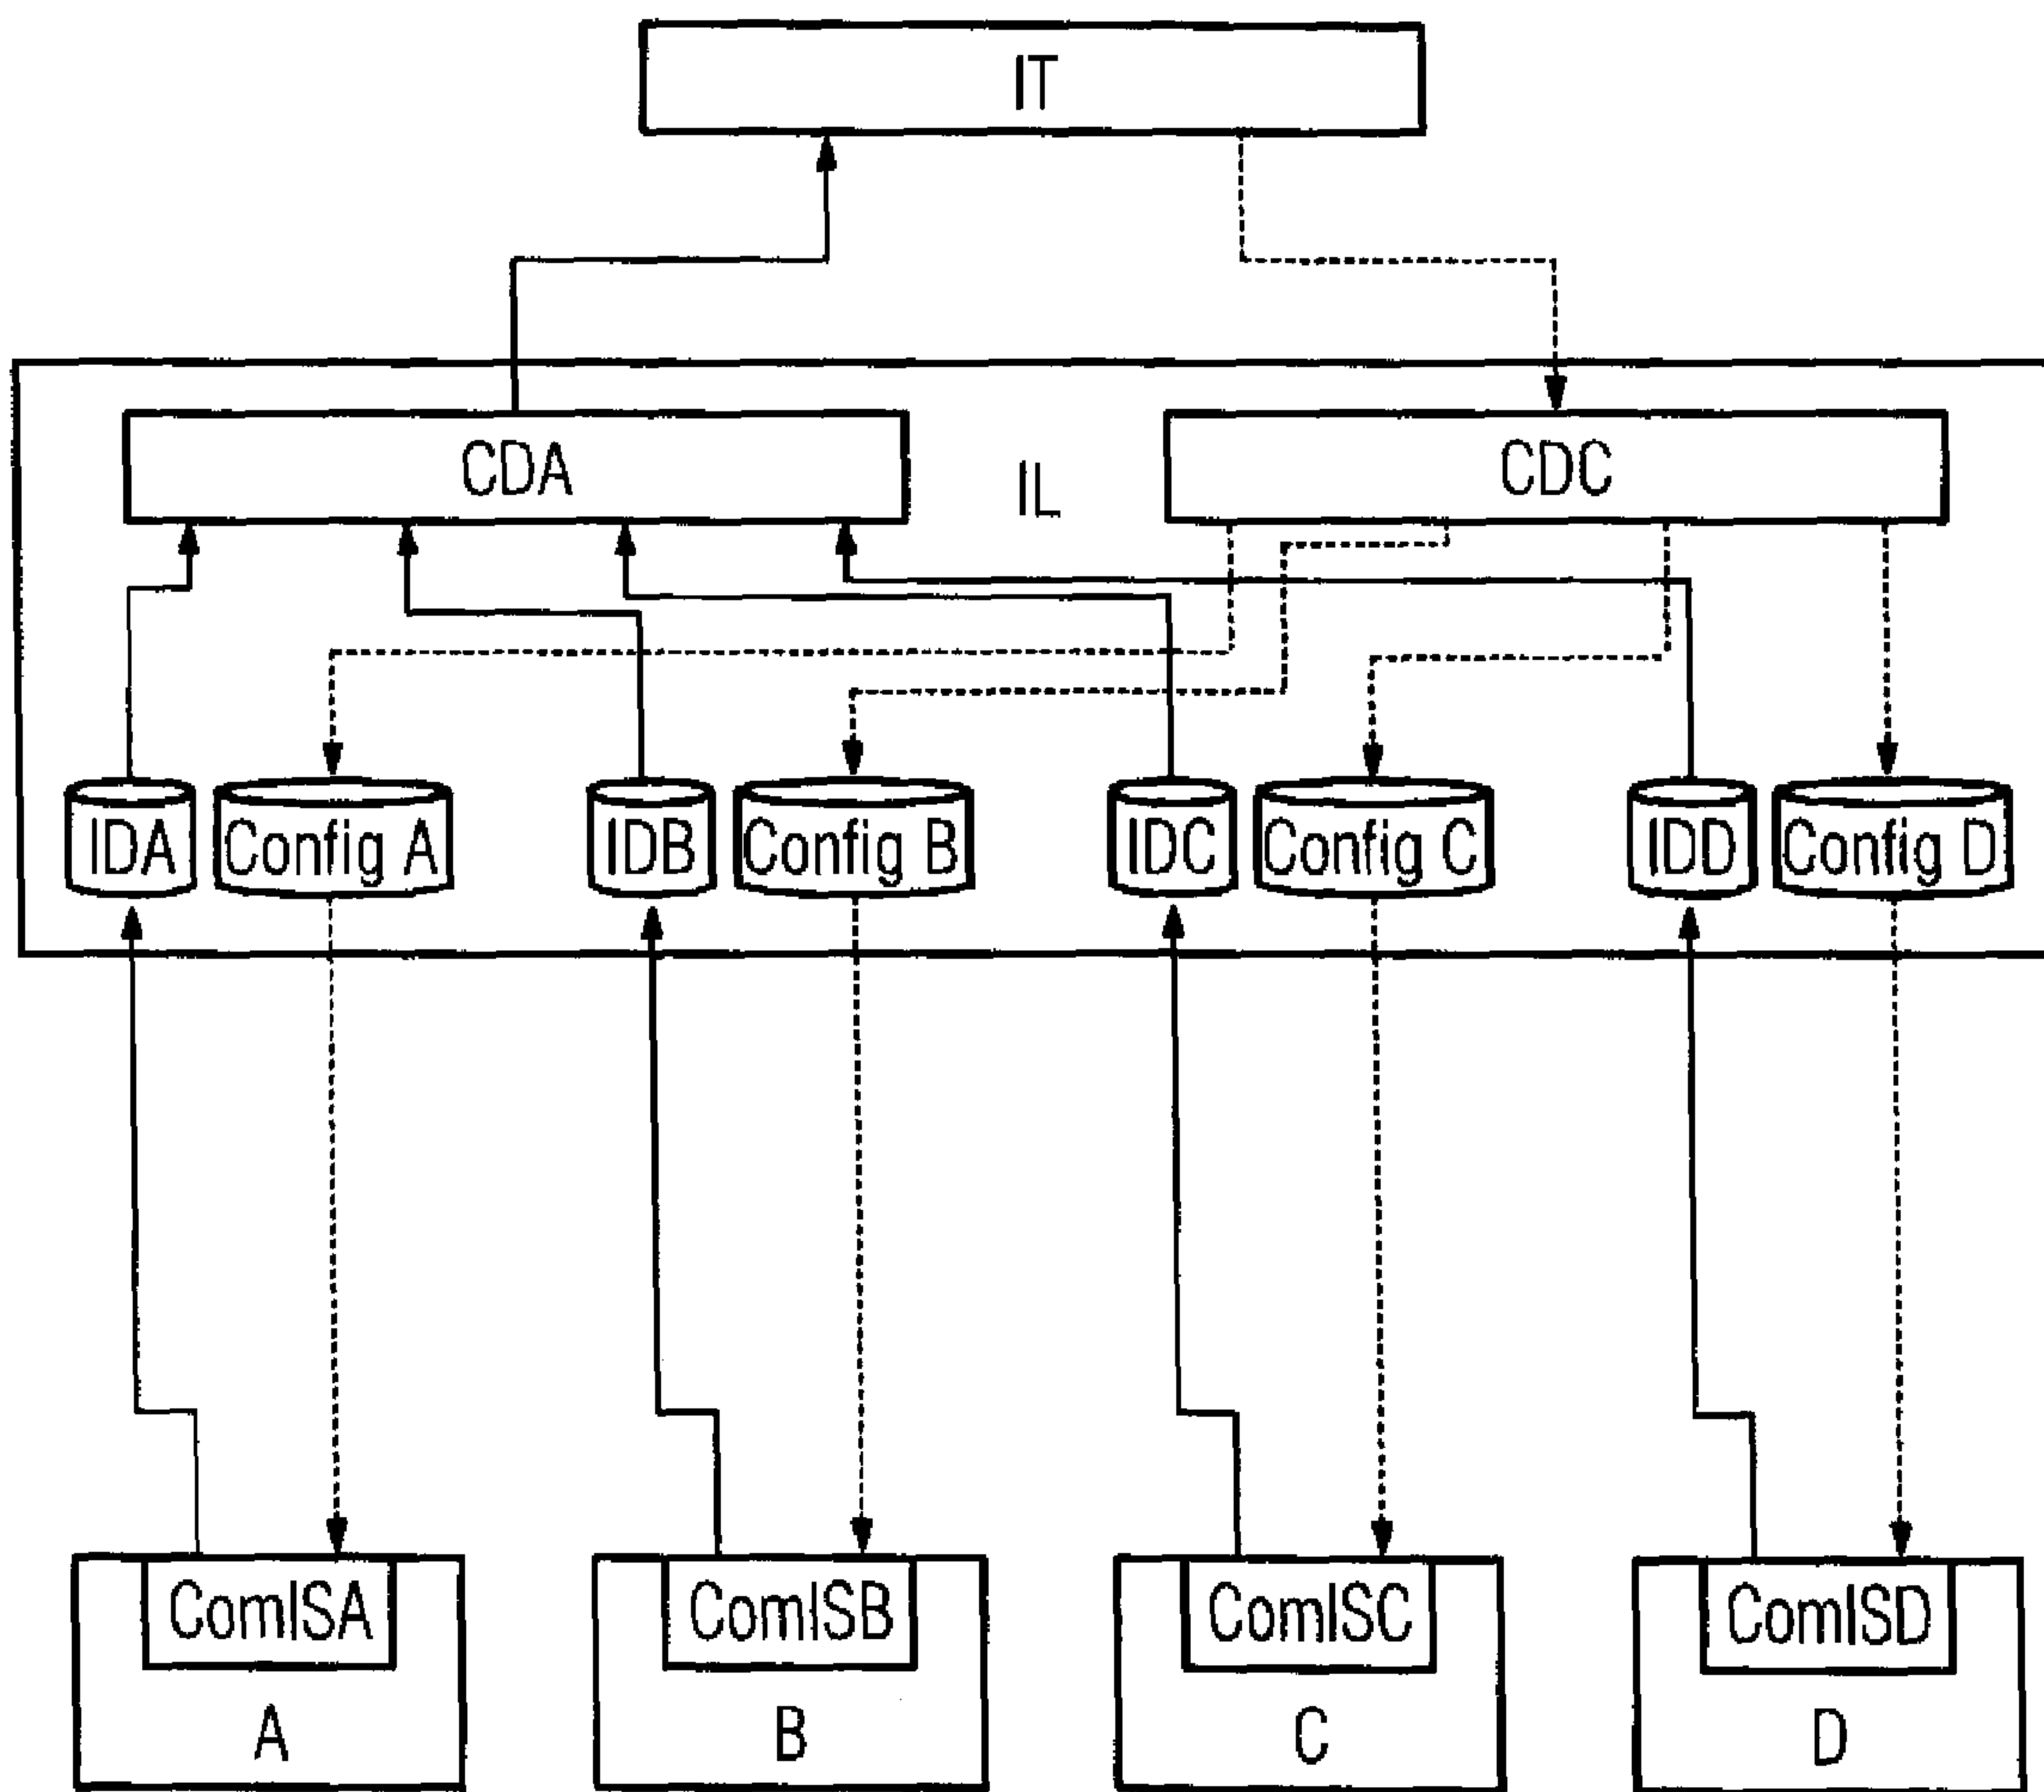 IT
CDA
IL
CDC
IDA
Config A
IDB
Config B
IDC
Config C
IDD
Config D
ComISA
ComISB
ComISC
ComISD
A
B
C
D